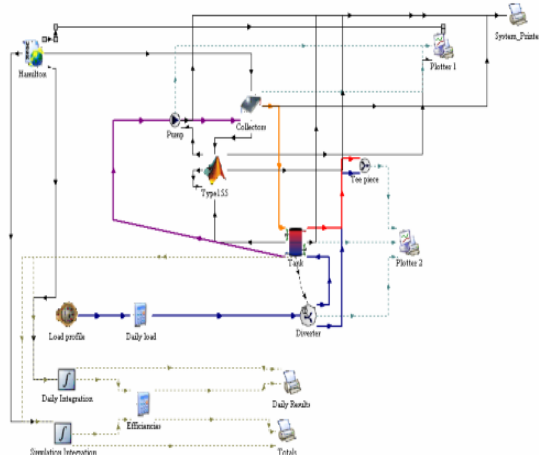 System_Printer
Hamilton
Plotter 1
Pump
Collectors
Type155
Tee piece
Tank
Plotter 2
Load profile
Daily load
Diverter
Daily Integration
Daily Results
Efficiencies
Simulation Integration
Totals